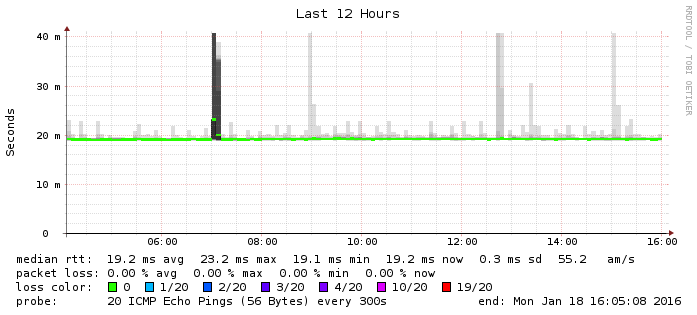 Last 12 Hours
RRDTOOL / TOBI OETIKER
Seconds
40 m
30 m
20 m
10 m
0
06:00 08:00 10:00 12:00 14:00 16:00
median rtt: 19.2 ms avg 23.2 ms max 19.1 ms min 19.2 ms now 0.3 ms sd 55.2 am/s
packet loss: 0.00 % avg 0.00 % max 0.00 % min 0.00 % now
loss color: 0 1/20 2/20 3/20 4/20 10/20 19/20
probe: 20 ICMP Echo Pings (56 Bytes) every 300s end: Mon Jan 18 16:05:08 2016